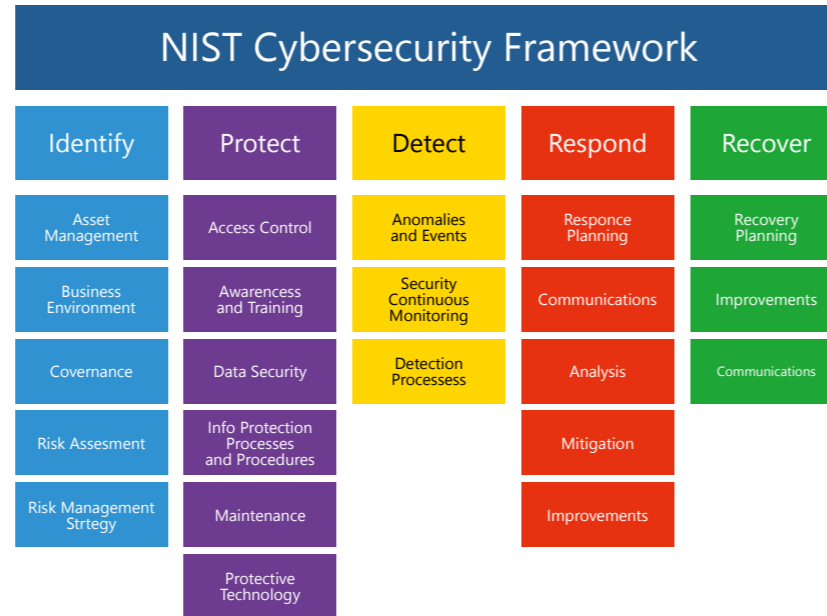 NIST Cybersecurity Framework
Identify
Protect
Detect
Respond
Recover
Asset
Management
Business
Environment
Covernance
Risk Assesment
Risk Management
Strtegy
Access Control
Awarencess
and Training
Data Security
Info Protection
Processes
and Procedures
Maintenance
Protective
Technology
Anomalies
and Events
Security
Continuous
Monitoring
Detection
Processess
Responce
Planning
Communications
Analysis
Mitigation
Improvements
Recovery
Planning
Improvements
Communications